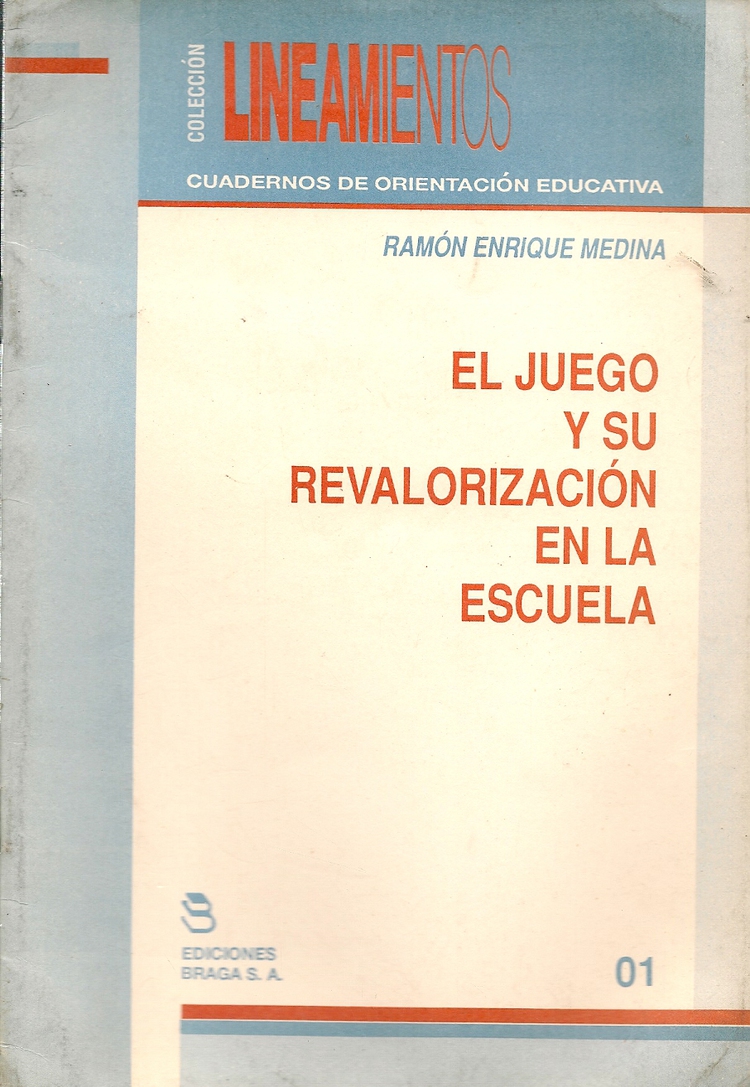 COLECCIÓN
LINEAMIENTOS
CUADERNOS DE ORIENTACIÓN EDUCATIVA
RAMÓN ENRIQUE MEDINA
EL JUEGO
Y SU
REVALORIZACIÓN
EN LA
ESCUELA
EDICIONES
BRAGA S. A.
01